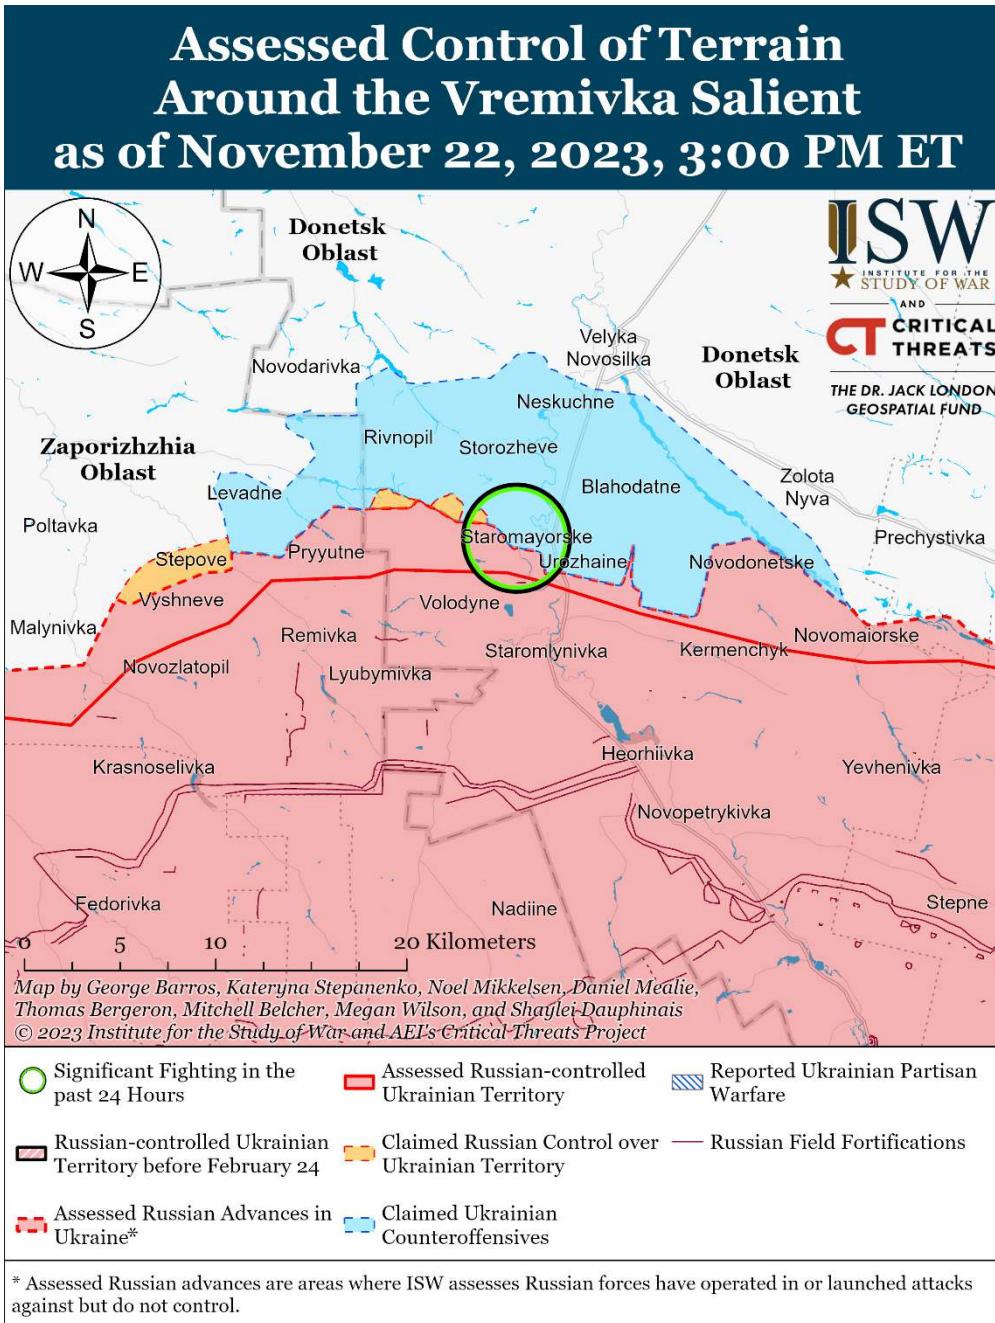 Assessed Control of Terrain
Around the Vremivka Salient
as of November 22, 2023, 3:00 PM ET
N
W
E
S
Donetsk
Oblast
ISW
INSTITUTE FOR THE
STUDY OF WAR
AND
CT CRITICAL
THREATS
THE DR. JACK LONDON
GEOSPATIAL FUND
Velyka
Novosilka
Donetsk
Oblast
Novodarivka
Neskuchne
Rivnopil
Storozheve
Zaporizhzhia
Oblast
Levadne
Blahodatne
Zolota
Nyva
Poltavka
Staromayorske
Prechystivka
Pryyutne
Stepove
Urozhaine
Novodonetske
Vyshneve
Volodyne
Malynivka
Remivka
Novomaiorske
Staromlynivka
Kermenchyk
Novozlatopil
Lyubymivka
Heorhiivka
Krasnoselivka
Yevhenivka
Novopetrykivka
Fedorivka
Nadiine
Stepne
0 5 10 20 Kilometers
Map by George Barros, Kateryna Stepanenko, Noel Mikkelsen, Daniel Mealie,
Thomas Bergeron, Mitchell Belcher, Megan Wilson, and Shaylei Dauphinais
© 2023 Institute for the Study of War and AEI's Critical Threats Project
Significant Fighting in the
past 24 Hours
Assessed Russian-controlled
Ukrainian Territory
Reported Ukrainian Partisan
Warfare
Russian-controlled Ukrainian
Territory before February 24
Claimed Russian Control over
Ukrainian Territory
Russian Field Fortifications
Assessed Russian Advances in
Ukraine*
Claimed Ukrainian
Counteroffensives
* Assessed Russian advances are areas where ISW assesses Russian forces have operated in or launched attacks
against but do not control.